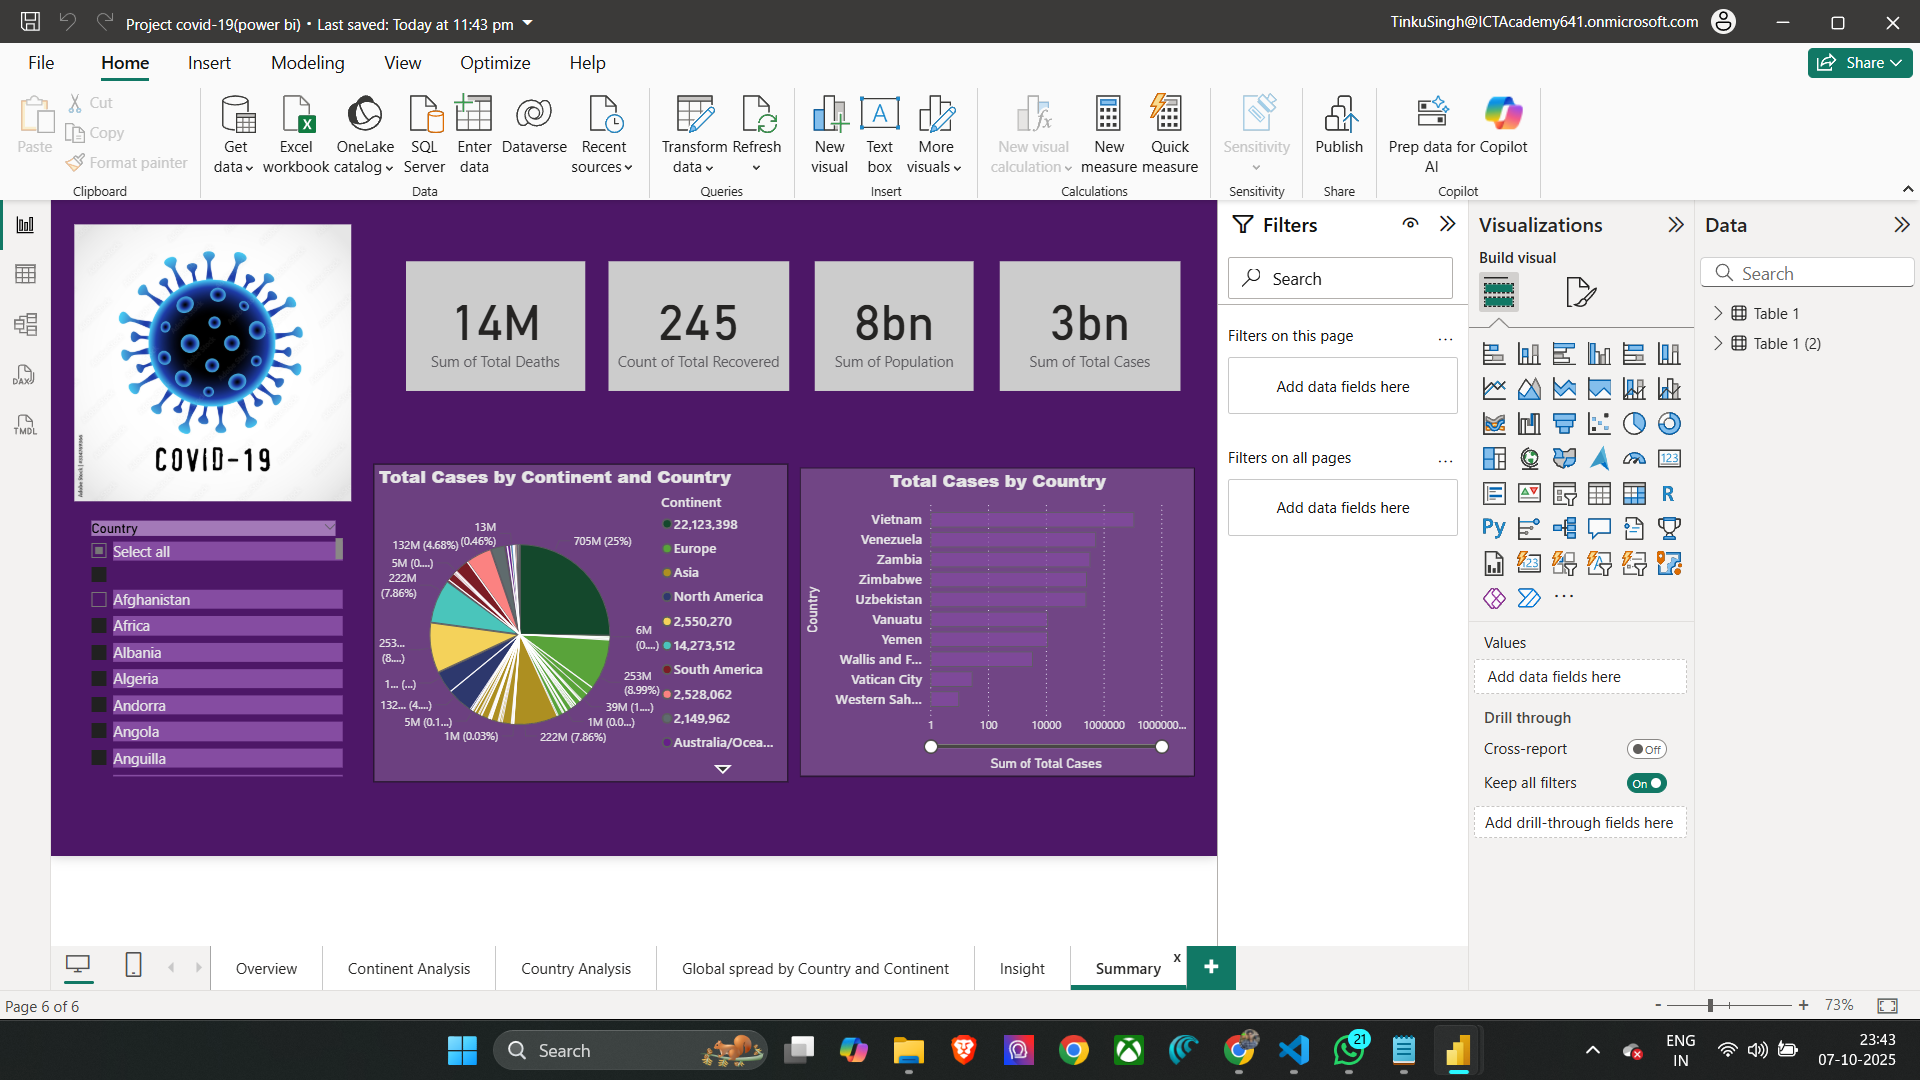 Project covid-19(power bi) • Last saved: Today at 11:43 pm
TinkuSingh@ICTAcademy641.onmicrosoft.com
File
Home
Insert
Modeling
View
Optimize
Help
Share
Paste
Cut
Copy
Format painter
Clipboard
Get data
Excel workbook
OneLake catalog
SQL Server
Enter data
Dataverse
Recent sources
Data
Transform data
Refresh
Queries
New visual
Text box
More visuals
Insert
New visual calculation
New measure
Quick measure
Calculations
Sensitivity
Sensitivity
Publish
Share
Prep data for AI
Copilot
Copilot
DAX
TMDL
COVID-19
14M
Sum of Total Deaths
245
Count of Total Recovered
8bn
Sum of Population
3bn
Sum of Total Cases
Country
Select all
Afghanistan
Africa
Albania
Algeria
Andorra
Angola
Anguilla
Total Cases by Continent and Country
13M
(0.46%)
705M (25%)
132M (4.68%)
5M (0....)
222M
(7.86%)
253...
(8....)
1... (...)
132... (4....)
5M (0.1...)
1M (0.03%)
222M (7.86%)
1M (0.0...)
39M (1....)
253M
(8.99%)
6M
(0....)
Continent
22,123,398
Europe
Asia
North America
2,550,270
14,273,512
South America
2,528,062
2,149,962
Australia/Ocea...
Total Cases by Country
Country
Vietnam
Venezuela
Zambia
Zimbabwe
Uzbekistan
Vanuatu
Yemen
Wallis and F...
Vatican City
Western Sah...
1
100
10000
1000000
1000000...
Sum of Total Cases
Filters
Search
Filters on this page
...
Add data fields here
Filters on all pages
...
Add data fields here
Visualizations
Build visual
123
R
Py
123
...
Values
Add data fields here
Drill through
Cross-report
Off
Keep all filters
On
Add drill-through fields here
Data
Search
Table 1
Table 1 (2)
Overview
Continent Analysis
Country Analysis
Global spread by Country and Continent
Insight
Summary
x
+
Page 6 of 6
- + 73%
Search
21
ENG
IN
23:43
07-10-2025